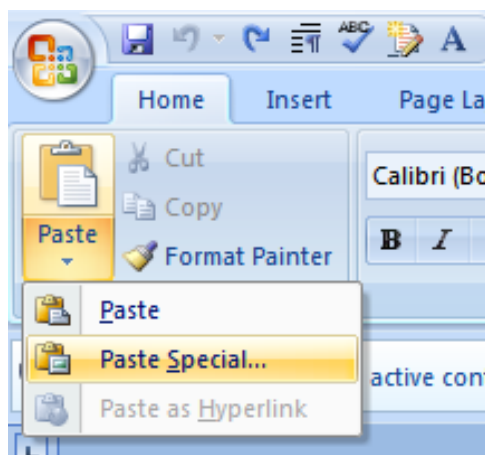 ABC A
Home Insert Page La
Cut
Calibri (Bo
Copy
Paste
B I
Format Painter
Paste
Paste Special...
active con
Paste as Hyperlink